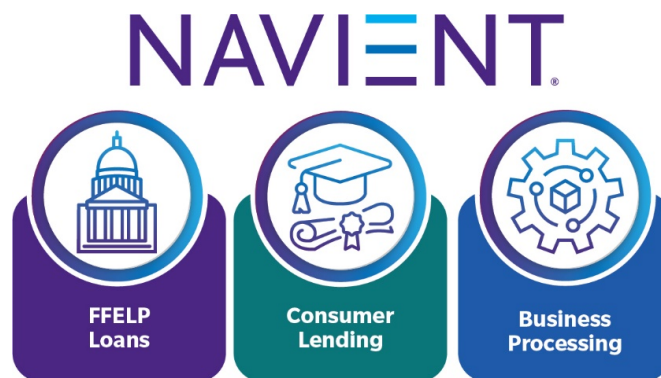 NAVIENT®
FFELP
Loans
Consumer
Lending
Business
Processing